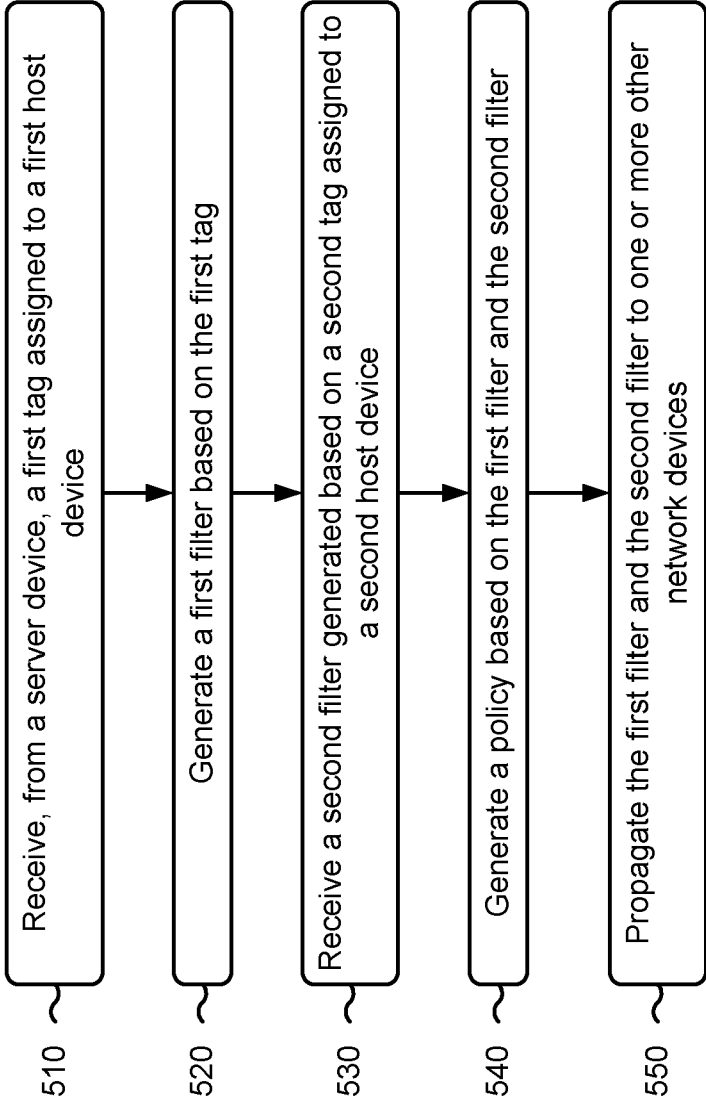 510
Receive, from a server device, a first tag assigned to a first host
device
520
Generate a first filter based on the first tag
530
Receive a second filter generated based on a second tag assigned to
a second host device
540
Generate a policy based on the first filter and the second filter
550
Propagate the first filter and the second filter to one or more other
network devices